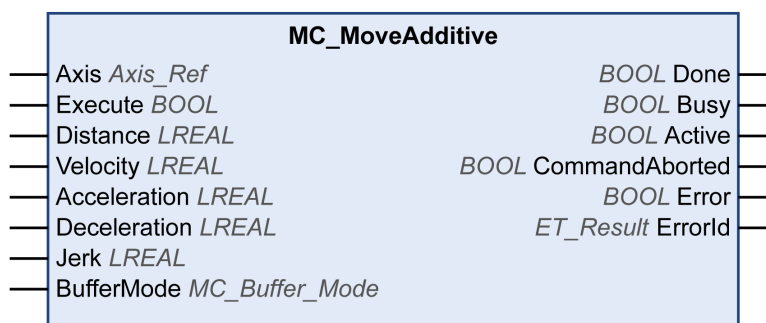 MC_MoveAdditive
Axis Axis_Ref BOOL Done
Execute BOOL BOOL Busy
Distance LREAL BOOL Active
Velocity LREAL BOOL CommandAborted
Acceleration LREAL BOOL Error
Deceleration LREAL ET_Result ErrorId
Jerk LREAL
BufferMode MC_Buffer_Mode